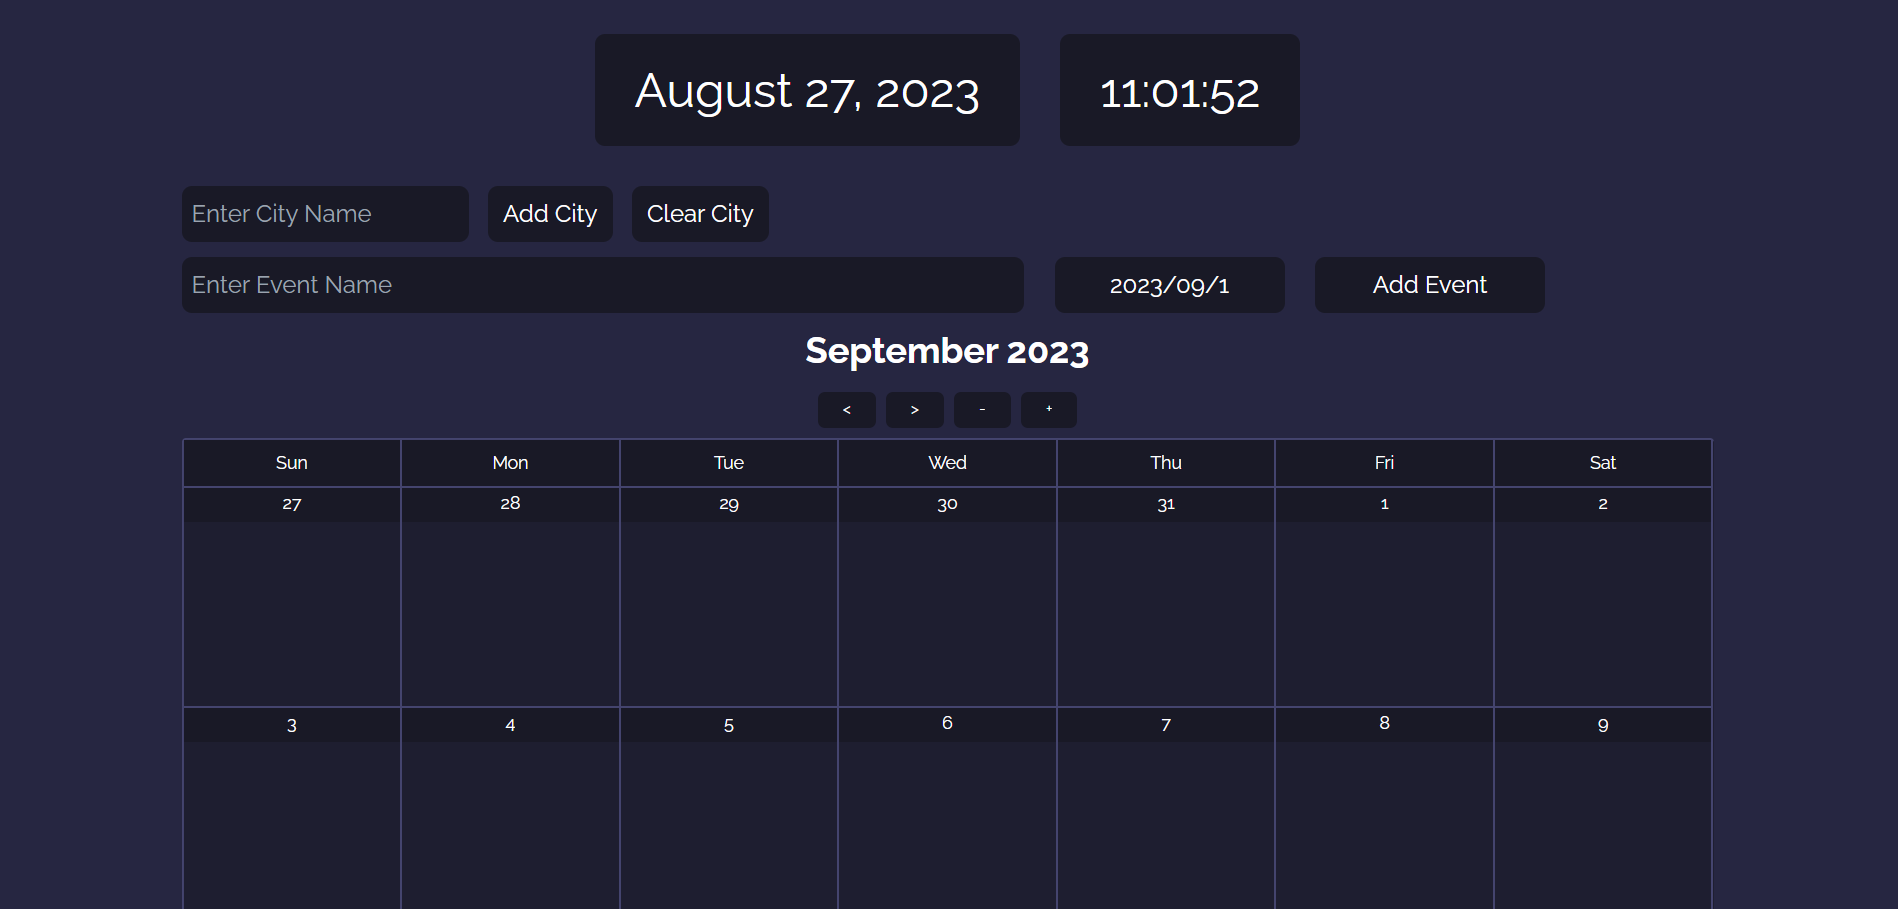 August 27, 2023 11:01:52
Enter City Name Add City Clear City
Enter Event Name 2023/09/1 Add Event
September 2023
< > - +
Sun Mon Tue Wed Thu Fri Sat
27 28 29 30 31 1 2
3 4 5 6 7 8 9